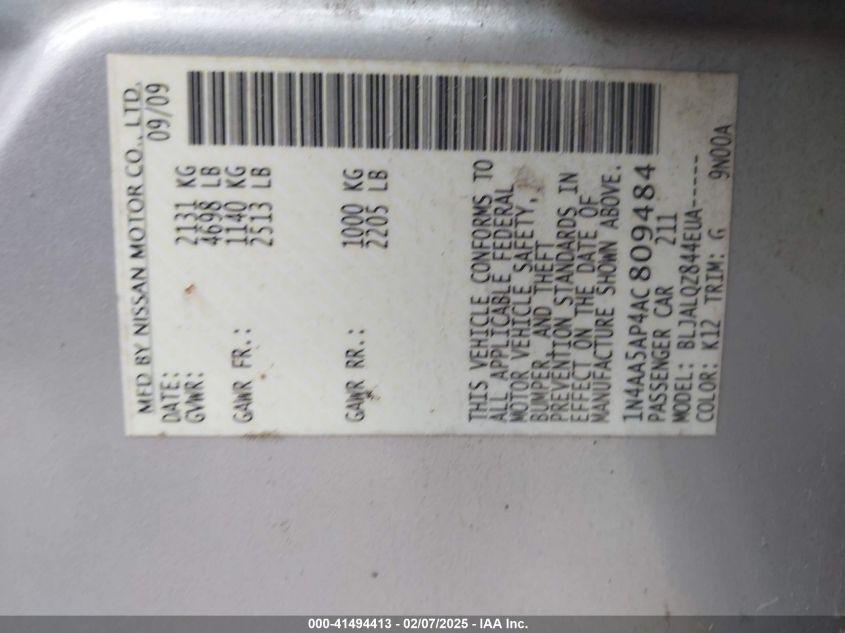 MFD BY NISSAN MOTOR CO., LTD.
DATE: 09/09
GVWR: 2131 KG
4698 LB
GAWR FR.: 1140 KG
2513 LB
GAWR RR.: 1000 KG
2205 LB
THIS VEHICLE CONFORMS TO
ALL APPLICABLE FEDERAL
MOTOR VEHICLE SAFETY,
BUMPER, AND THEFT
PREVENTION STANDARDS IN
EFFECT ON THE DATE OF
MANUFACTURE SHOWN ABOVE.
1N4AA5AP4AC809484
PASSENGER CAR 211
MODEL: BLJALQZ844EUA-----
COLOR: K12 TRIM: G 9N00A
000-41494413 - 02/07/2025 - IAA Inc.